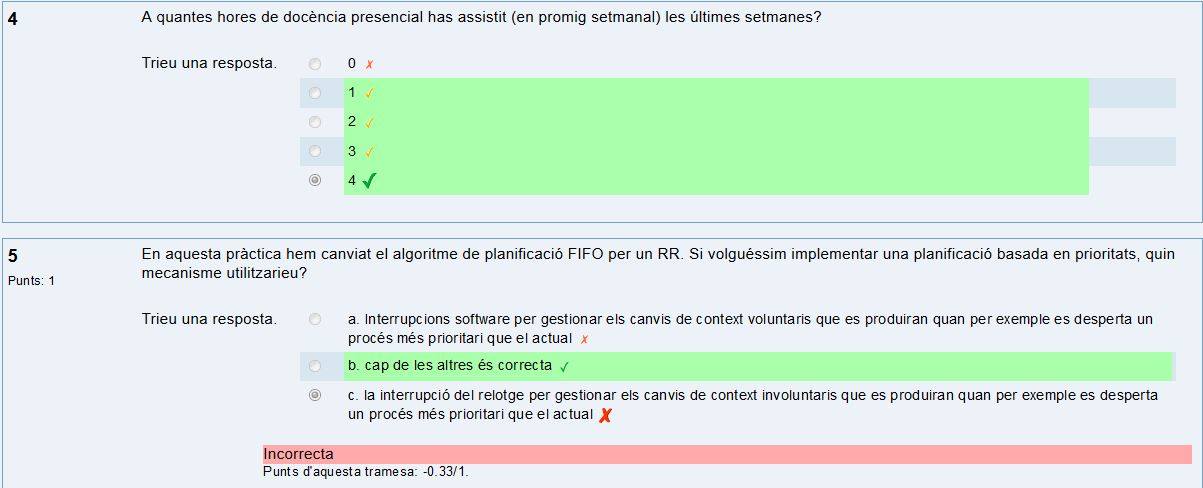 4
A quantes hores de docència presencial has assistit (en promig setmanal) les últimes setmanes?
Trieu una resposta.
0 ✗
1 ✓
2 ✓
3 ✓
4 ✓
5
Punts: 1
En aquesta pràctica hem canviat el algoritme de planificació FIFO per un RR. Si volguéssim implementar una planificació basada en prioritats, quin
mecanisme utilitzarieu?
Trieu una resposta.
a. Interrupcions software per gestionar els canvis de context voluntaris que es produiran quan per exemple es desperta un
procés més prioritari que el actual ✗
b. cap de les altres és correcta ✓
c. la interrupció del relotge per gestionar els canvis de context involuntaris que es produiran quan per exemple es desperta
un procés més prioritari que el actual ✗
Incorrecta
Punts d'aquesta tramesa: -0.33/1.